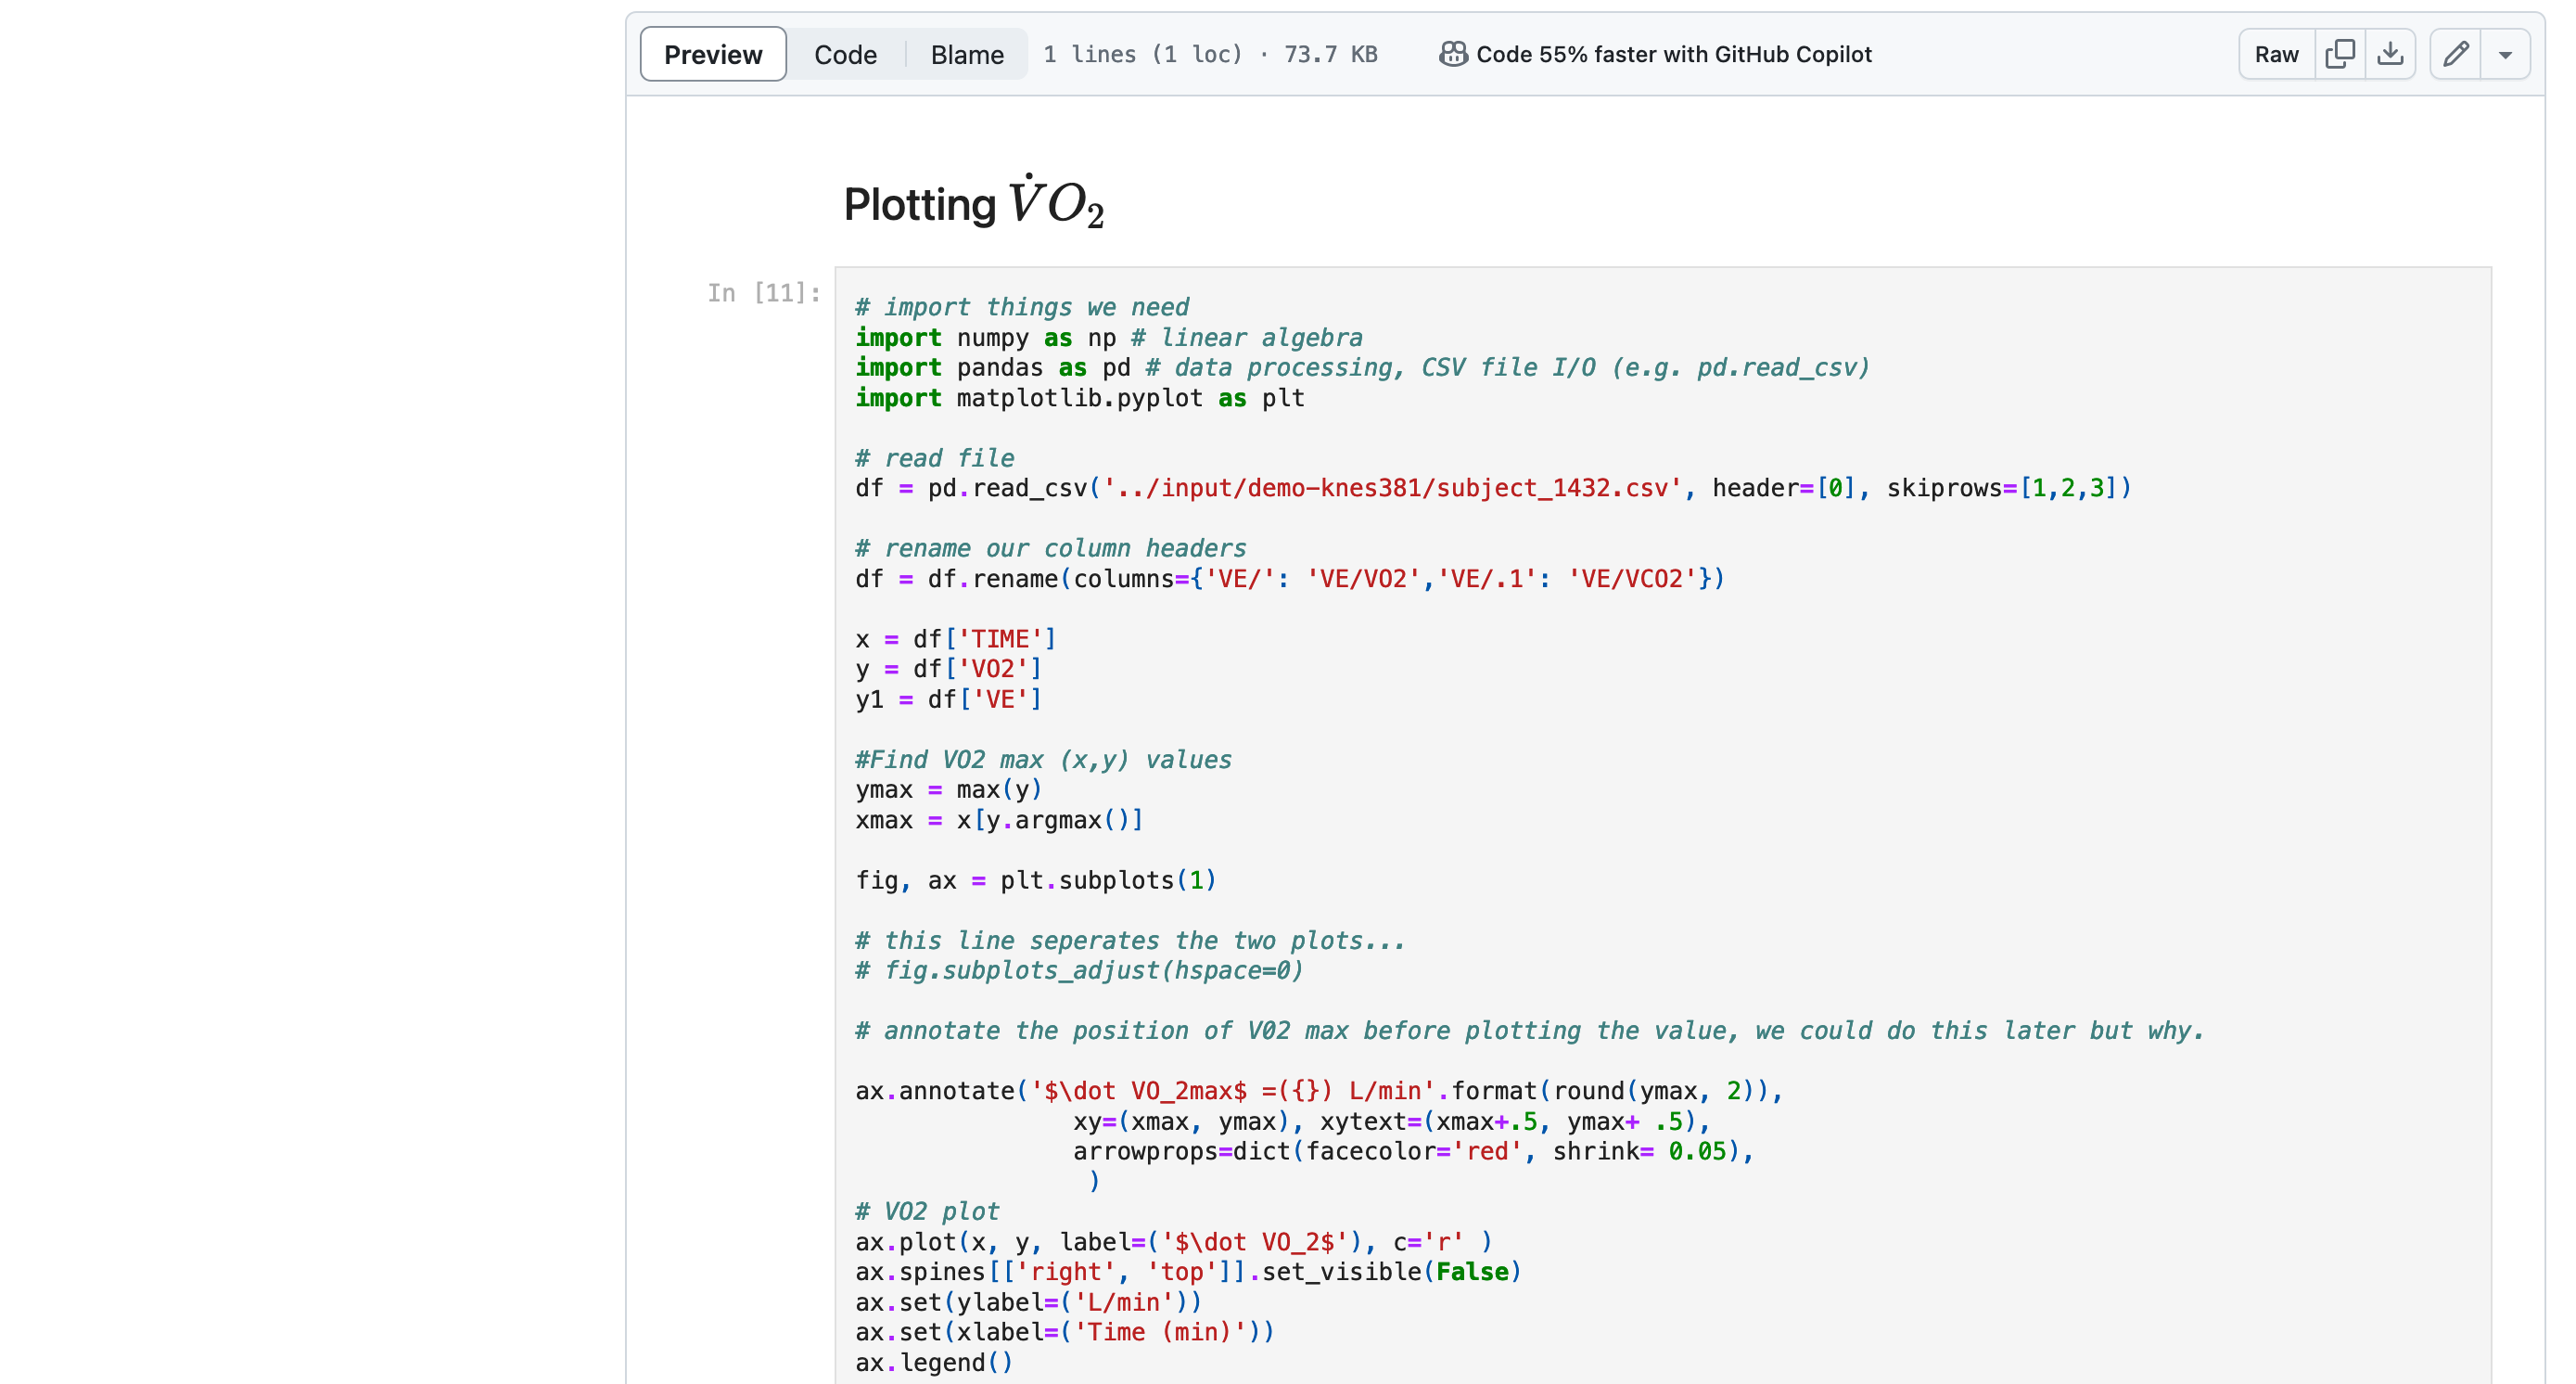 Preview Code Blame 1 lines (1 loc) · 73.7 KB Code 55% faster with GitHub Copilot Raw
Plotting V̇O₂
In [11]:
# import things we need
import numpy as np # linear algebra
import pandas as pd # data processing, CSV file I/O (e.g. pd.read_csv)
import matplotlib.pyplot as plt
# read file
df = pd.read_csv('../input/demo-knes381/subject_1432.csv', header=[0], skiprows=[1,2,3])
# rename our column headers
df = df.rename(columns={'VE/': 'VE/VO2','VE/.1': 'VE/VCO2'})
x = df['TIME']
y = df['VO2']
y1 = df['VE']
#Find VO2 max (x,y) values
ymax = max(y)
xmax = x[y.argmax()]
fig, ax = plt.subplots(1)
# this line seperates the two plots...
# fig.subplots_adjust(hspace=0)
# annotate the position of V02 max before plotting the value, we could do this later but why.
ax.annotate('$\dot VO_2max$ =({}) L/min'.format(round(ymax, 2)),
xy=(xmax, ymax), xytext=(xmax+.5, ymax+ .5),
arrowprops=dict(facecolor='red', shrink= 0.05),
)
# VO2 plot
ax.plot(x, y, label=('$\dot VO_2$'), c='r' )
ax.spines[['right', 'top']].set_visible(False)
ax.set(ylabel=('L/min'))
ax.set(xlabel=('Time (min)'))
ax.legend()